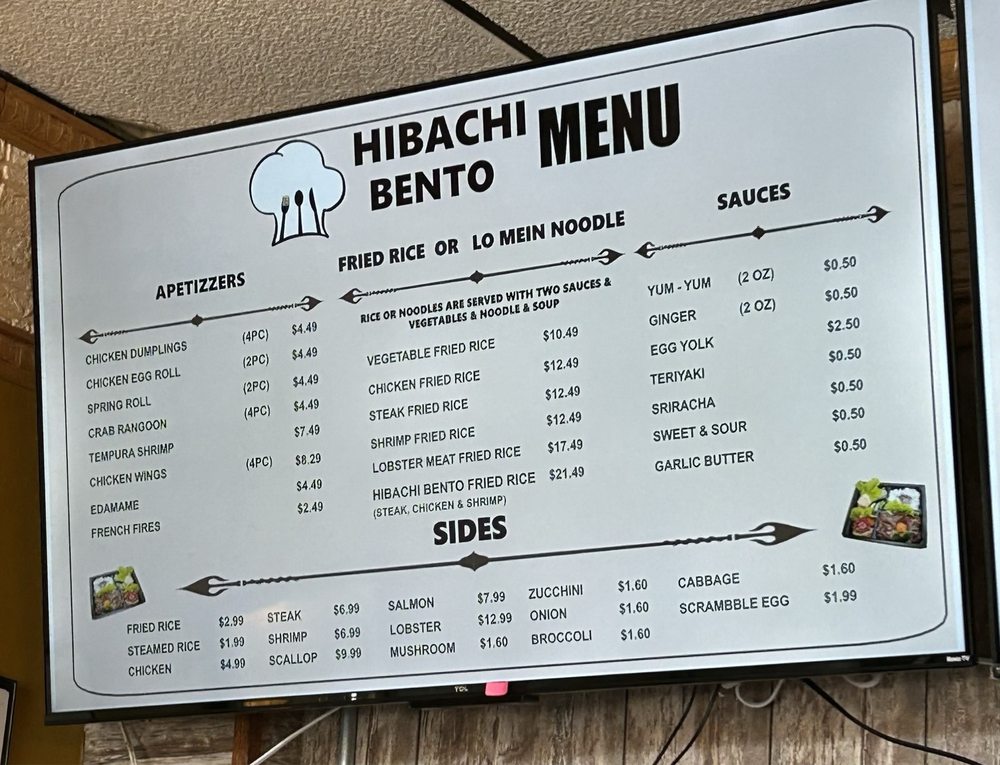 HIBACHI BENTO MENU
APETIZZERS
CHICKEN DUMPLINGS (4PC) $4.49
CHICKEN EGG ROLL (2PC) $4.49
SPRING ROLL (2PC) $4.49
CRAB RANGOON (4PC) $4.49
TEMPURA SHRIMP $7.49
CHICKEN WINGS (4PC) $8.29
EDAMAME $4.49
FRENCH FIRES $2.49
FRIED RICE OR LO MEIN NOODLE
RICE OR NOODLES ARE SERVED WITH TWO SAUCES &
VEGETABLES & NOODLE & SOUP
VEGETABLE FRIED RICE $10.49
CHICKEN FRIED RICE $12.49
STEAK FRIED RICE $12.49
SHRIMP FRIED RICE $12.49
LOBSTER MEAT FRIED RICE $17.49
HIBACHI BENTO FRIED RICE $21.49
(STEAK, CHICKEN & SHRIMP)
SAUCES
YUM - YUM (2 OZ) $0.50
GINGER (2 OZ) $0.50
EGG YOLK $2.50
TERIYAKI $0.50
SRIRACHA $0.50
SWEET & SOUR $0.50
GARLIC BUTTER $0.50
SIDES
FRIED RICE $2.99 STEAK $6.99 SALMON $7.99 ZUCCHINI $1.60 CABBAGE $1.60
STEAMED RICE $1.99 SHRIMP $6.99 LOBSTER $12.99 ONION $1.60 SCRAMBBLE EGG $1.99
CHICKEN $4.99 SCALLOP $9.99 MUSHROOM $1.60 BROCCOLI $1.60
TCL
Roku TV